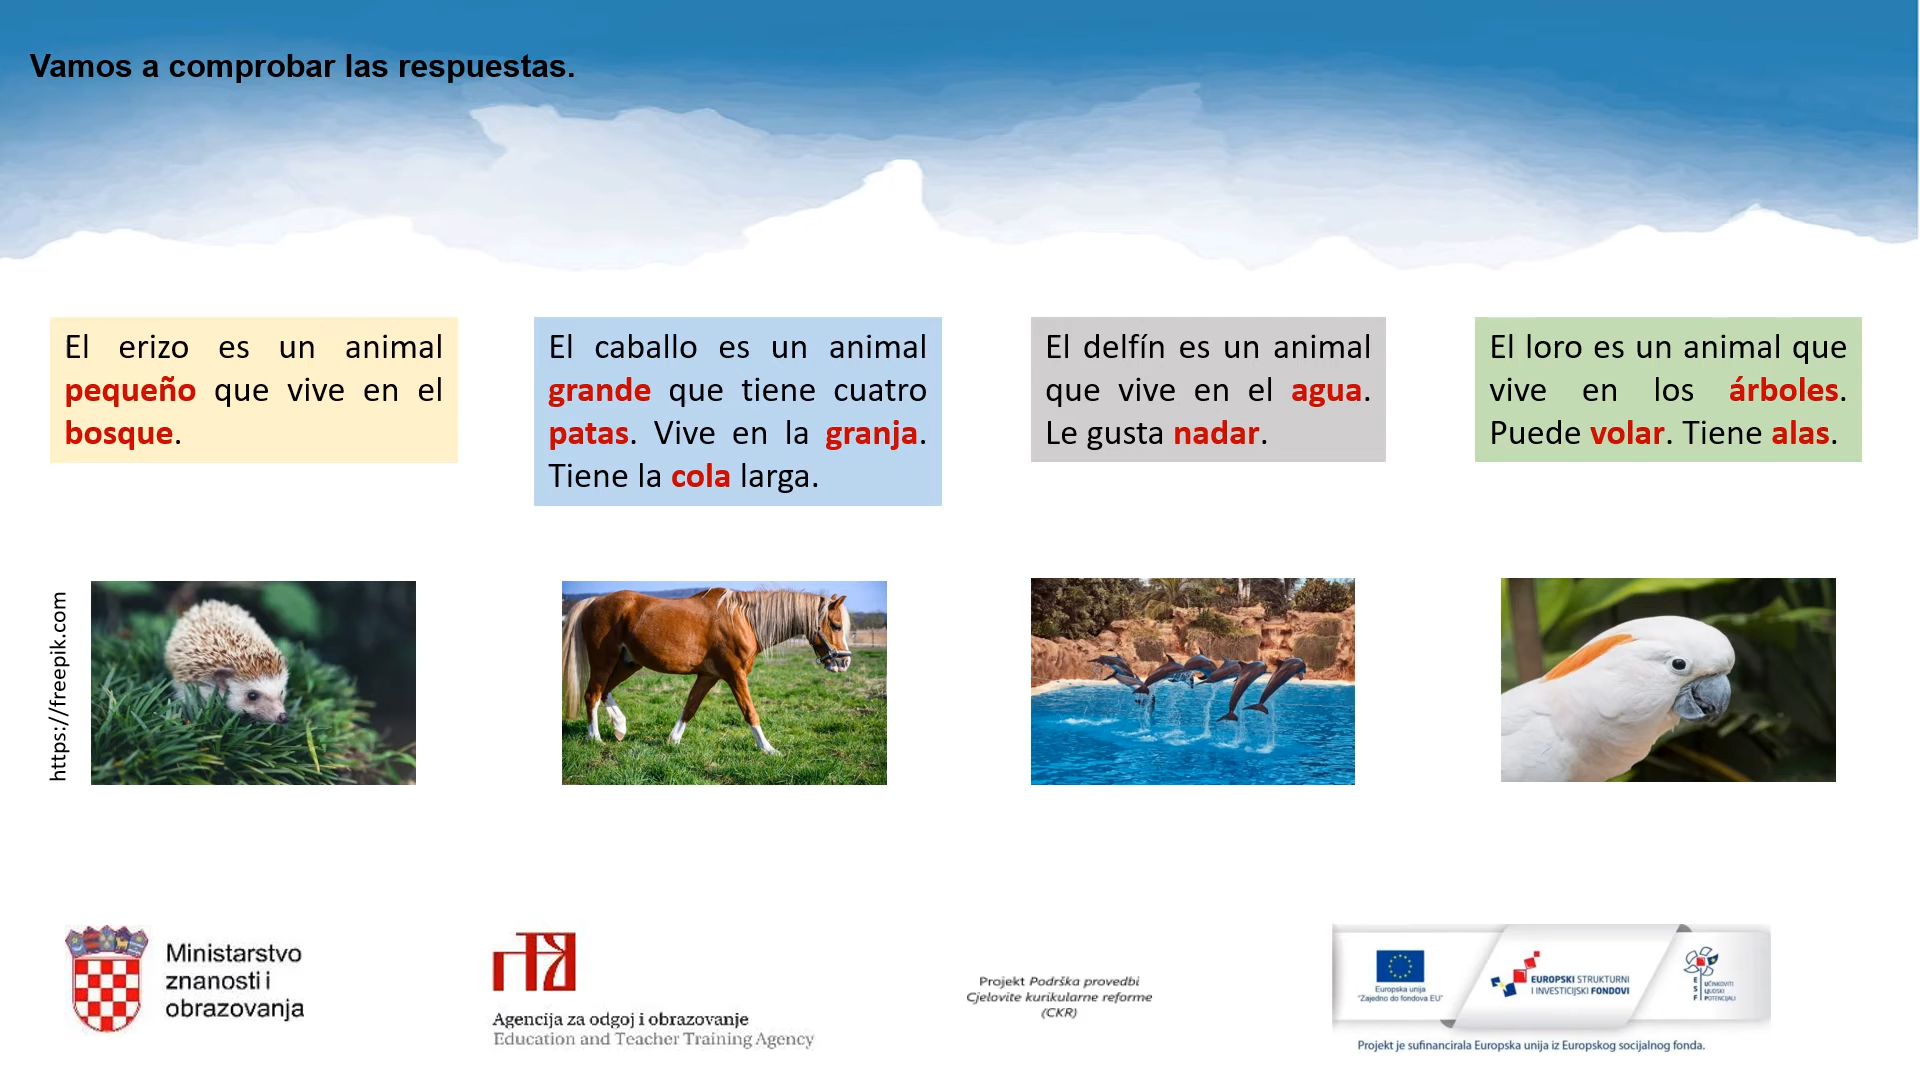 Vamos a comprobar las respuestas.
El erizo es un animal
pequeño que vive en el
bosque.
El caballo es un animal
grande que tiene cuatro
patas. Vive en la granja.
Tiene la cola larga.
El delfín es un animal
que vive en el agua.
Le gusta nadar.
El loro es un animal que
vive en los árboles.
Puede volar. Tiene alas.
https://freepik.com
Ministarstvo
znanosti i
obrazovanja
Agencija za odgoj i obrazovanje
Education and Teacher Training Agency
Projekt Podrška provedbi
Cjelovite kurikularne reforme
(CKR)
Europska unija
"Zajedno do fondova EU"
EUROPSKI STRUKTURNI
I INVESTICIJSKI FONDOVI
ESF
UČINKOVITI
LJUDSKI
POTENCIJALI
Projekt je sufinancirala Europska unija iz Europskog socijalnog fonda.